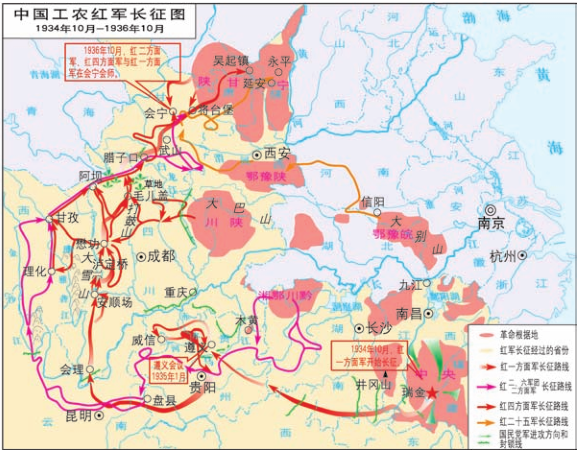 中国工农红军长征图
1934年10月－1936年10月
1936年10月，红二方面
军、红四方面军与红一方面
军在会宁会师。
吴起镇
永平
陕甘宁
延安
黄
海
青海
会宁
将台堡
武山
腊子口
西安
鄂豫陕
阿坝
草地
毛儿盖
打鼓山
大巴山
川陕
信阳
大别山
鄂豫皖
南京
甘孜
懋功
成都
杭州
理化
大雪山
泸定桥
安顺场
重庆
九江
湘鄂川黔
南昌
木黄
长沙
威信
遵义
遵义会议
1935年1月
1934年10月，红
一方面军开始长征。
贵阳
井冈山
中央
瑞金
会理
盘县
昆明
云
南
革命根据地
红军长征经过的省份
红一方面军长征路线
红二、六军团
二方面军
长征路线
红四方面军长征路线
红二十五军长征路线
国民党军进攻方向和
封锁线